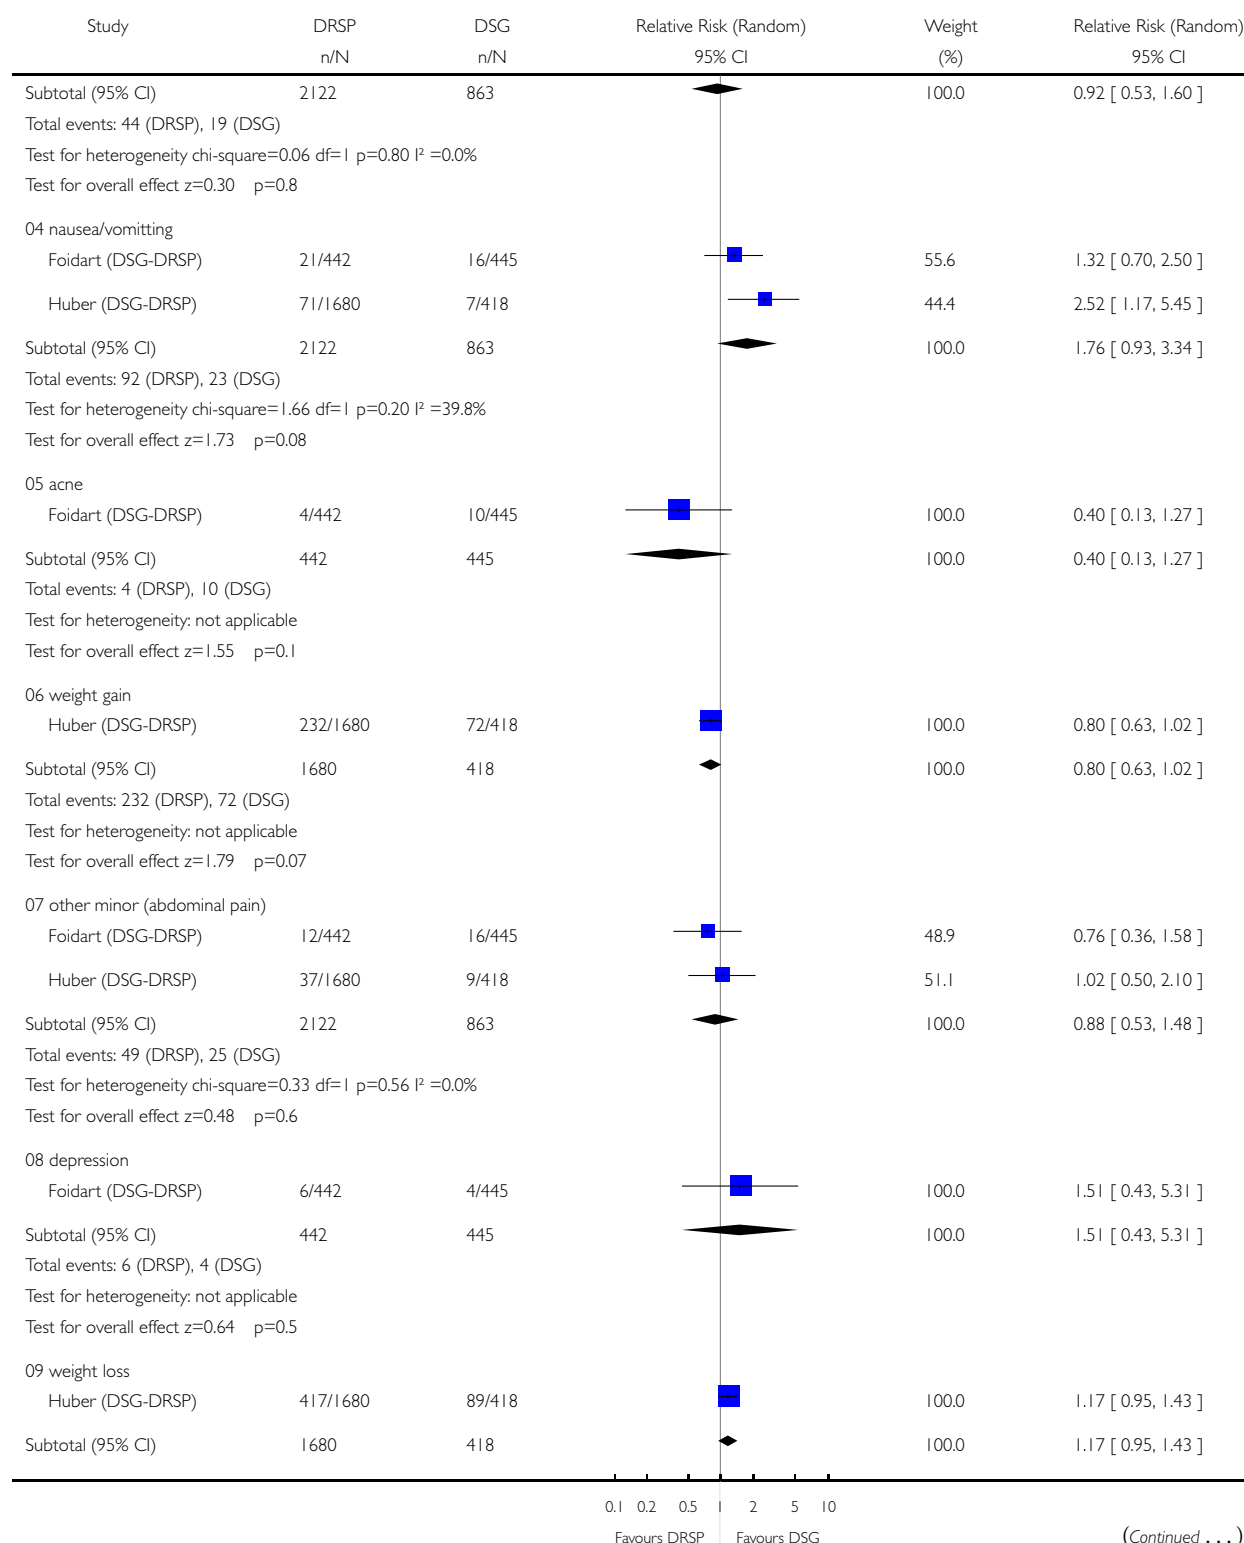 Study DRSP DSG Relative Risk (Random) Weight Relative Risk (Random)
n/N n/N 95% CI (%) 95% CI
Subtotal (95% CI) 2122 863 100.0 0.92 [ 0.53, 1.60 ]
Total events: 44 (DRSP), 19 (DSG)
Test for heterogeneity chi-square=0.06 df=1 p=0.80 I² =0.0%
Test for overall effect z=0.30 p=0.8
04 nausea/vomitting
Foidart (DSG-DRSP) 21/442 16/445 55.6 1.32 [ 0.70, 2.50 ]
Huber (DSG-DRSP) 71/1680 7/418 44.4 2.52 [ 1.17, 5.45 ]
Subtotal (95% CI) 2122 863 100.0 1.76 [ 0.93, 3.34 ]
Total events: 92 (DRSP), 23 (DSG)
Test for heterogeneity chi-square=1.66 df=1 p=0.20 I² =39.8%
Test for overall effect z=1.73 p=0.08
05 acne
Foidart (DSG-DRSP) 4/442 10/445 100.0 0.40 [ 0.13, 1.27 ]
Subtotal (95% CI) 442 445 100.0 0.40 [ 0.13, 1.27 ]
Total events: 4 (DRSP), 10 (DSG)
Test for heterogeneity: not applicable
Test for overall effect z=1.55 p=0.1
06 weight gain
Huber (DSG-DRSP) 232/1680 72/418 100.0 0.80 [ 0.63, 1.02 ]
Subtotal (95% CI) 1680 418 100.0 0.80 [ 0.63, 1.02 ]
Total events: 232 (DRSP), 72 (DSG)
Test for heterogeneity: not applicable
Test for overall effect z=1.79 p=0.07
07 other minor (abdominal pain)
Foidart (DSG-DRSP) 12/442 16/445 48.9 0.76 [ 0.36, 1.58 ]
Huber (DSG-DRSP) 37/1680 9/418 51.1 1.02 [ 0.50, 2.10 ]
Subtotal (95% CI) 2122 863 100.0 0.88 [ 0.53, 1.48 ]
Total events: 49 (DRSP), 25 (DSG)
Test for heterogeneity chi-square=0.33 df=1 p=0.56 I² =0.0%
Test for overall effect z=0.48 p=0.6
08 depression
Foidart (DSG-DRSP) 6/442 4/445 100.0 1.51 [ 0.43, 5.31 ]
Subtotal (95% CI) 442 445 100.0 1.51 [ 0.43, 5.31 ]
Total events: 6 (DRSP), 4 (DSG)
Test for heterogeneity: not applicable
Test for overall effect z=0.64 p=0.5
09 weight loss
Huber (DSG-DRSP) 417/1680 89/418 100.0 1.17 [ 0.95, 1.43 ]
Subtotal (95% CI) 1680 418 100.0 1.17 [ 0.95, 1.43 ]
0.1 0.2 0.5 1 2 5 10
Favours DRSP Favours DSG (Continued . . . )